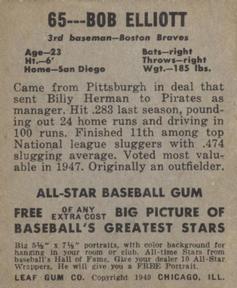 65---BOB ELLIOTT
3rd baseman—Boston Braves
Age—23 Bats—right
Ht.—6' Throws—right
Home—San Diego Wgt.—185 lbs.
Came from Pittsburgh in deal that
sent Billy Herman to Pirates as
manager. Hit .283 last season, pound-
ing out 24 home runs and driving in
100 runs. Finished 11th among top
National league sluggers with .474
slugging average. Voted most valu-
able in 1947. Originally an outfielder.
ALL-STAR BASEBALL GUM
FREE OF ANY EXTRA COST BIG PICTURE OF
BASEBALL'S GREATEST STARS
Big 5½" x 7½" portraits, with color background for
hanging in your room or club. All-time Stars from
baseball's Hall of Fame. Give your dealer 10 All-Star
Wrappers. He will give you a FREE Portrait.
LEAF GUM CO. Copyright 1949 CHICAGO, ILL.